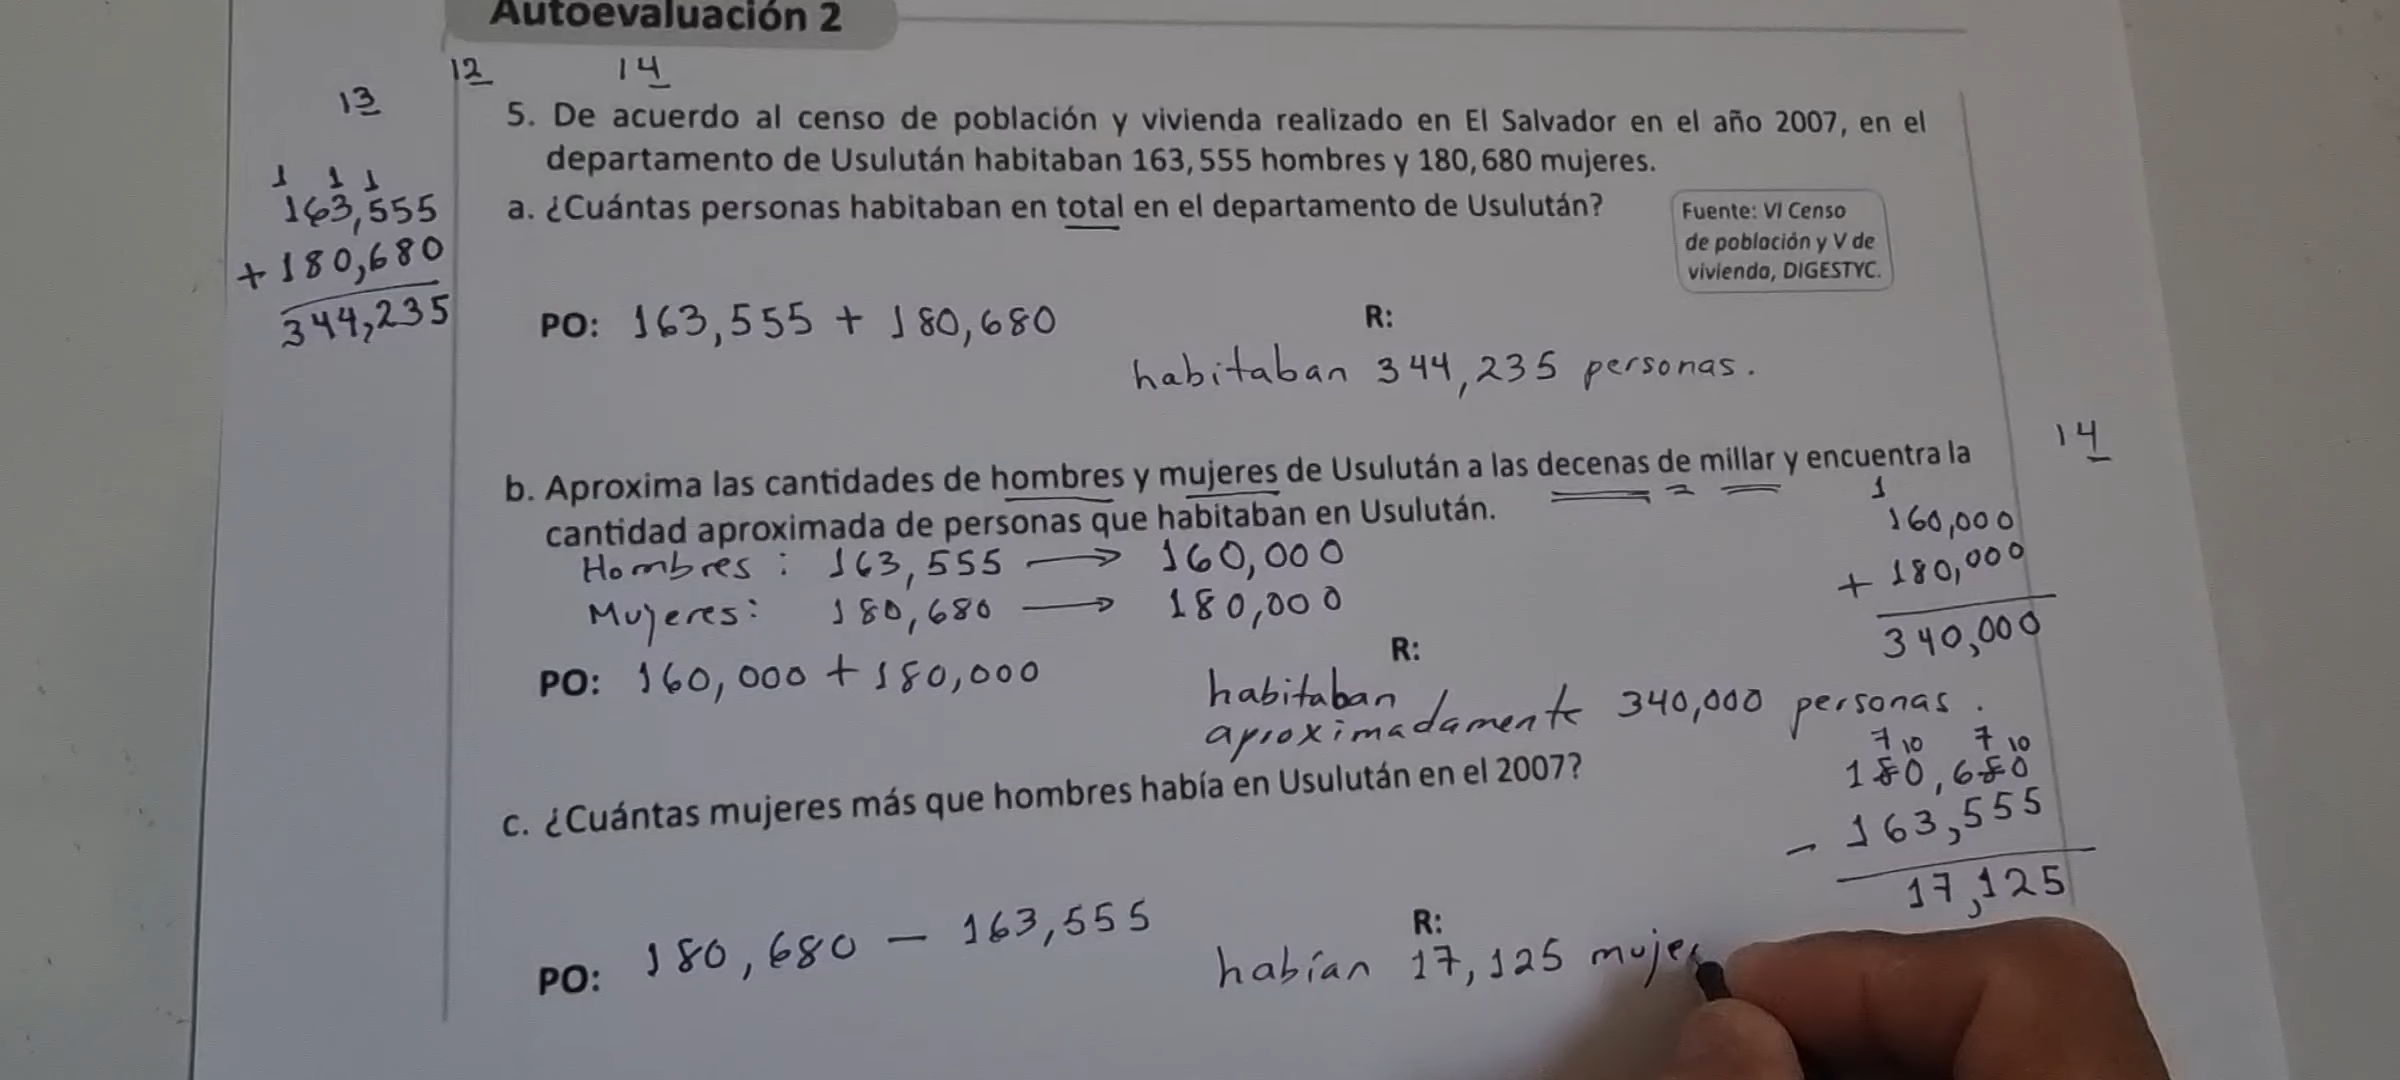 Autoevaluación 2
12 14
13
5. De acuerdo al censo de población y vivienda realizado en El Salvador en el año 2007, en el
departamento de Usulután habitaban 163,555 hombres y 180,680 mujeres.
a. ¿Cuántas personas habitaban en total en el departamento de Usulután?
Fuente: VI Censo
de población y V de
vivienda, DIGESTYC.
1 1 1
163,555
+ 180,680
344,235
PO: 163,555 + 180,680
R:
habitaban 344,235 personas.
b. Aproxima las cantidades de hombres y mujeres de Usulután a las decenas de millar y encuentra la
cantidad aproximada de personas que habitaban en Usulután.
14
1
160,000
+ 180,000
340,000
Hombres : 163,555 → 160,000
Mujeres: 180,680 → 180,000
PO: 160,000 + 180,000
R:
habitaban
aproximadamente 340,000 personas.
c. ¿Cuántas mujeres más que hombres había en Usulután en el 2007?
7 10 7 10
180,680
- 163,555
17,125
PO: 180,680 - 163,555
R:
habían 17,125 muje